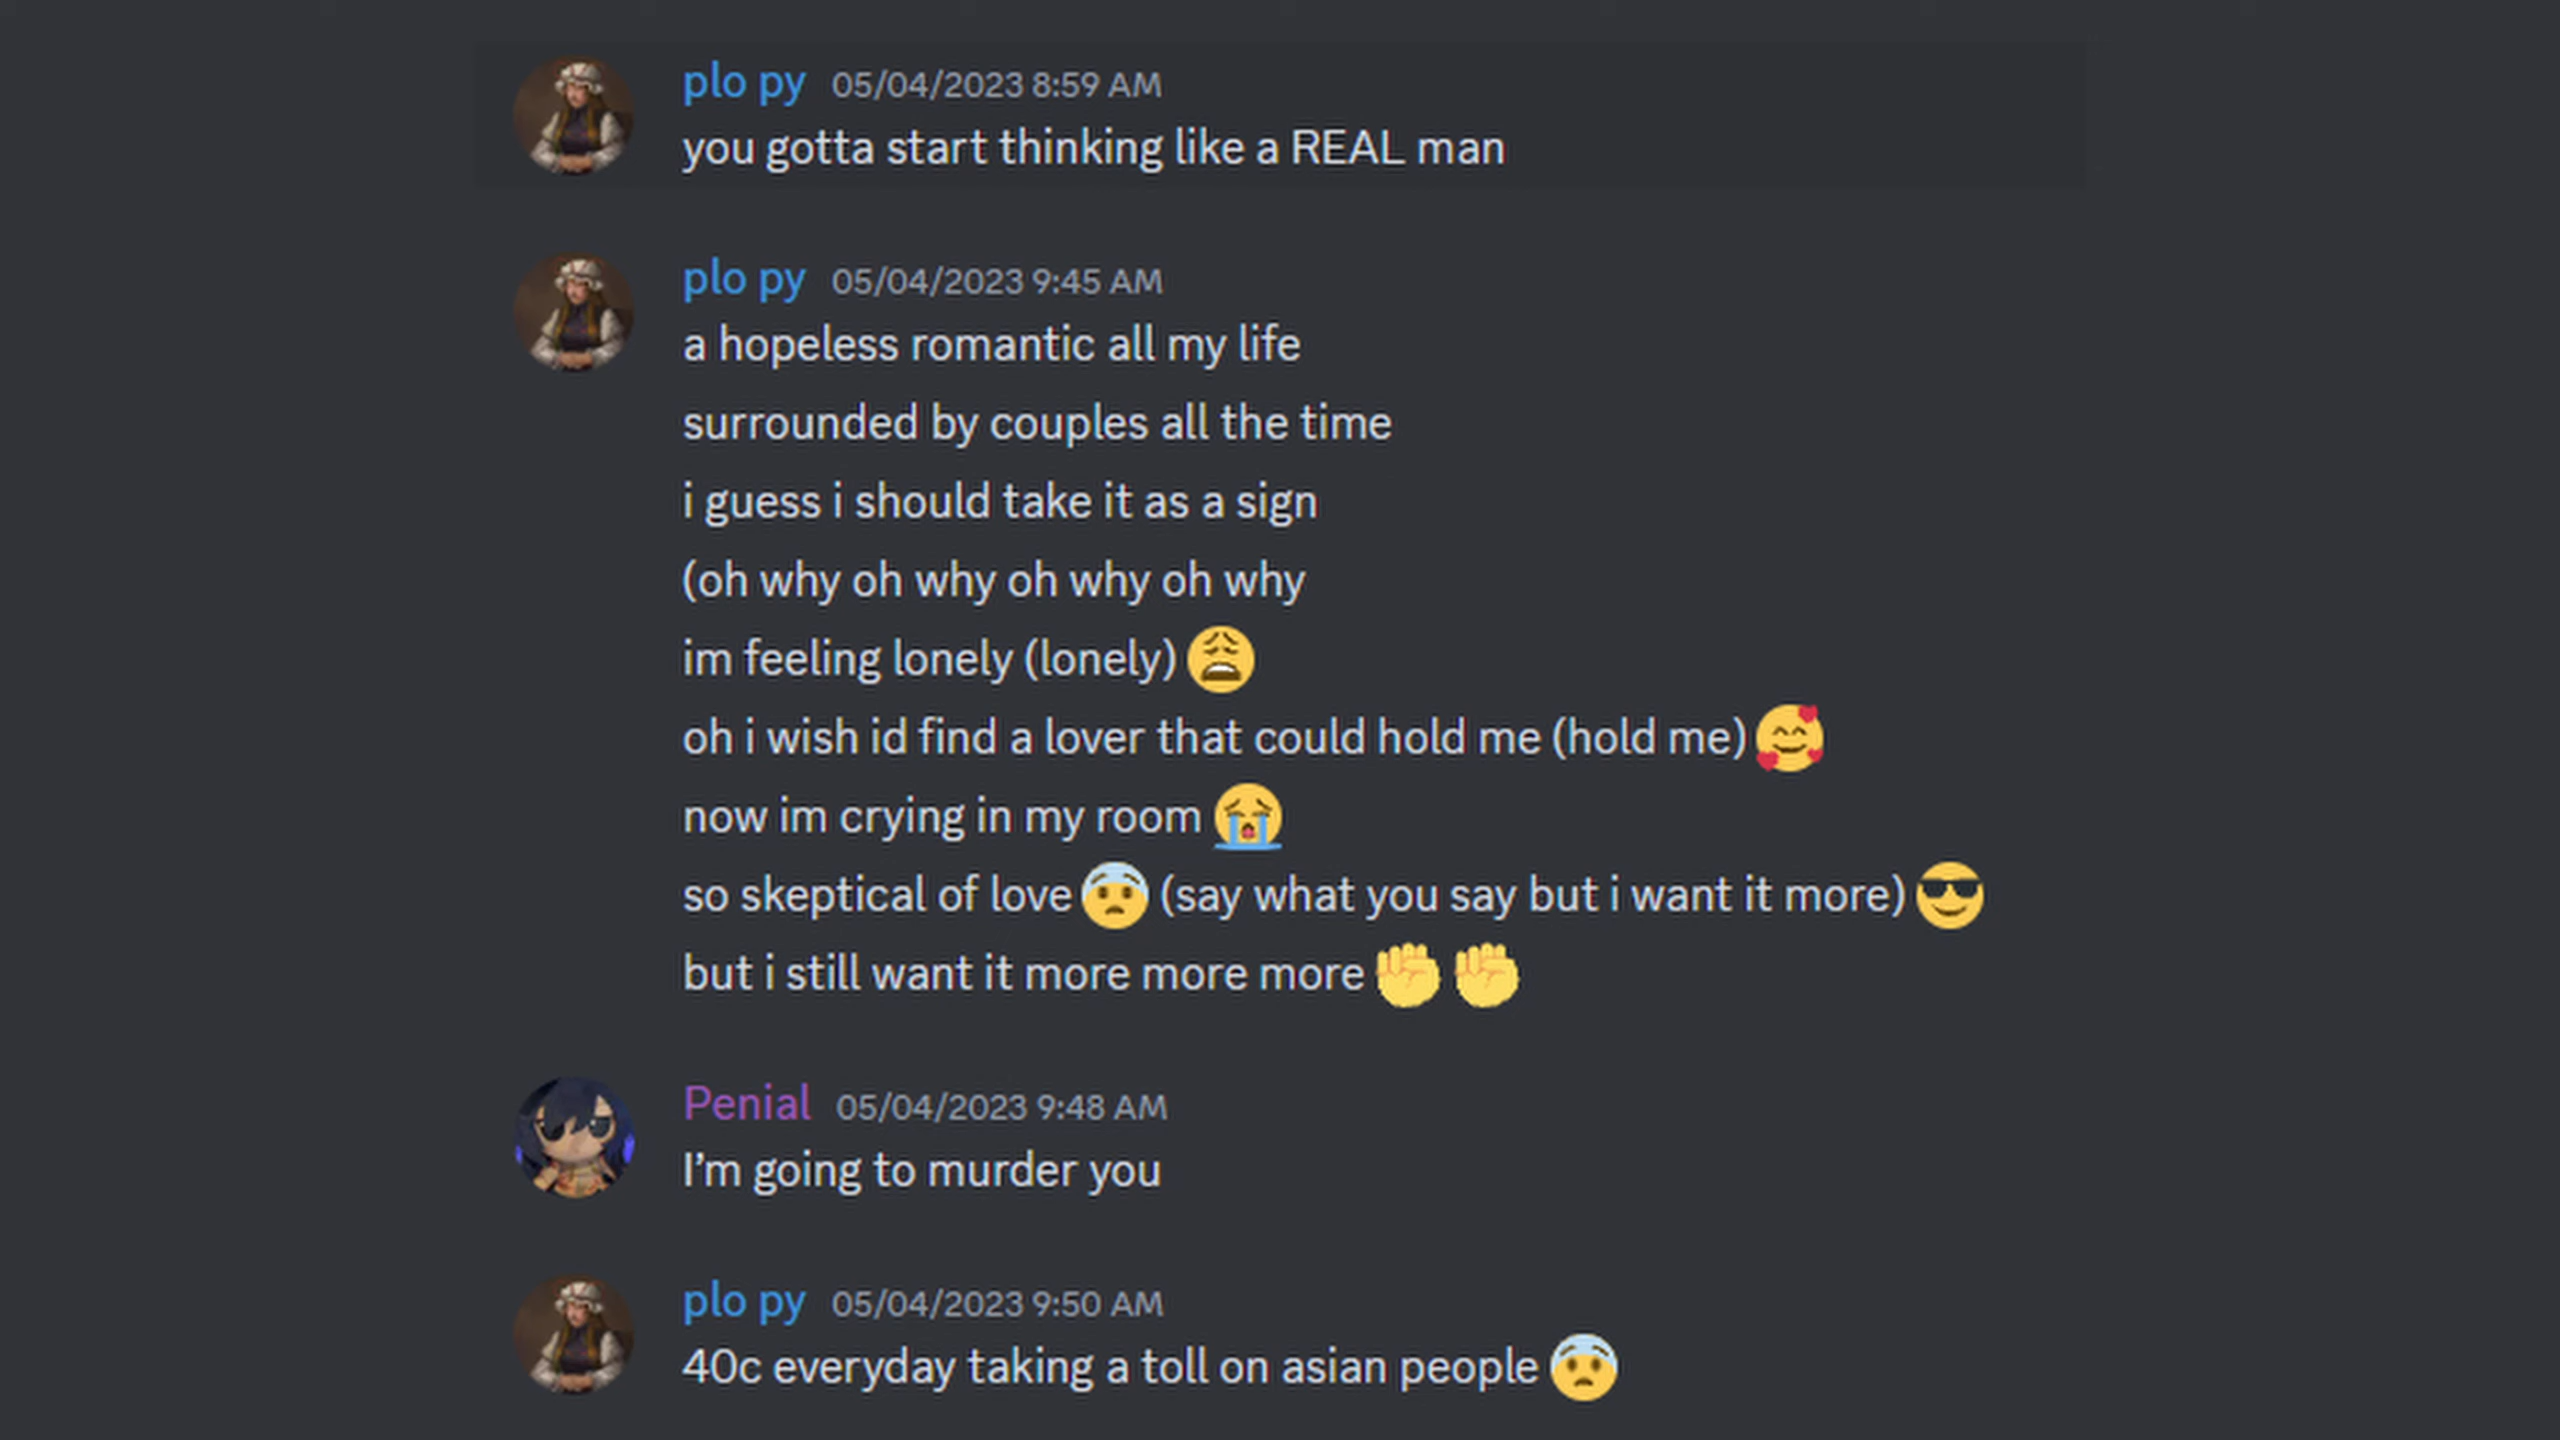 plo py 05/04/2023 8:59 AM
you gotta start thinking like a REAL man
plo py 05/04/2023 9:45 AM
a hopeless romantic all my life
surrounded by couples all the time
i guess i should take it as a sign
(oh why oh why oh why oh why
im feeling lonely (lonely) 😩
oh i wish id find a lover that could hold me (hold me) 🥰
now im crying in my room 😭
so skeptical of love 😨 (say what you say but i want it more) 😎
but i still want it more more more ✊ ✊
Penial 05/04/2023 9:48 AM
I’m going to murder you
plo py 05/04/2023 9:50 AM
40c everyday taking a toll on asian people 😨